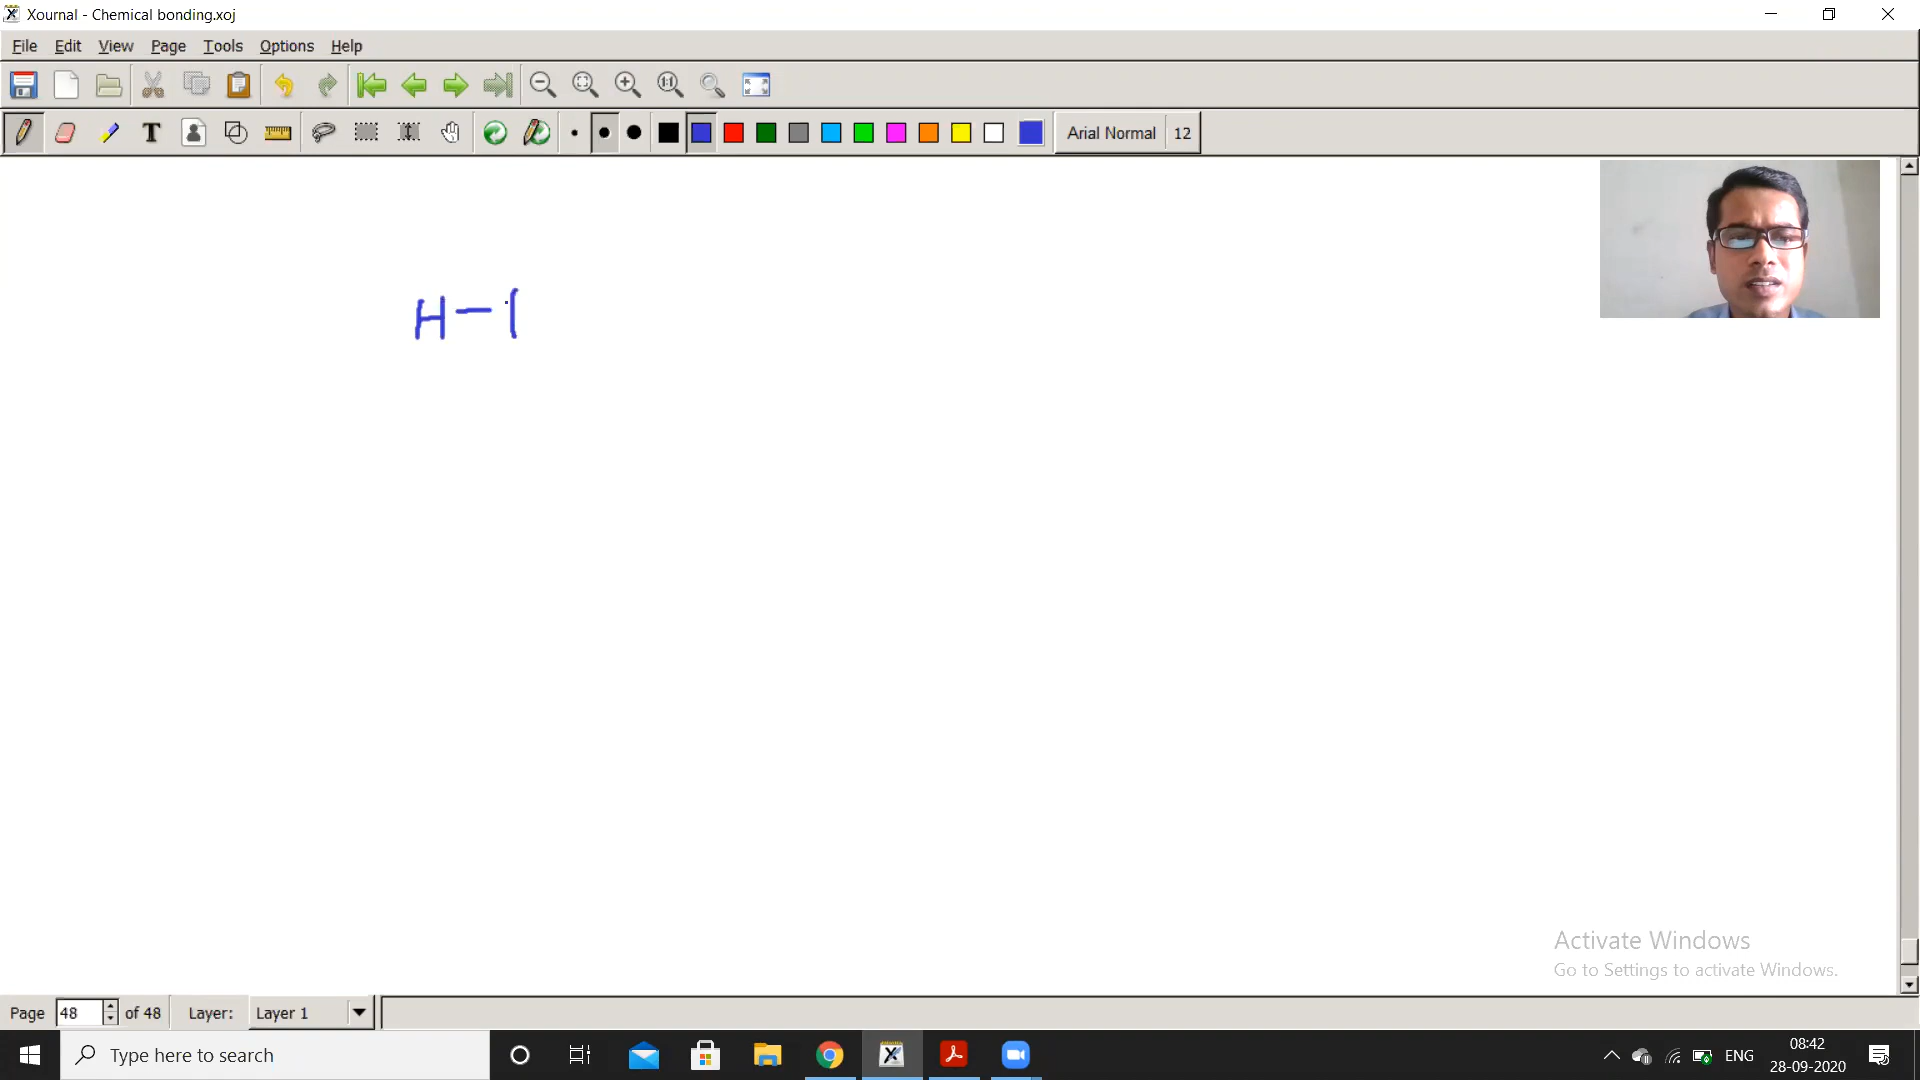 Xournal - Chemical bonding.xoj
File Edit View Page Tools Options Help
T Arial Normal 12
H-
Activate Windows
Go to Settings to activate Windows.
Page 48 of 48 Layer: Layer 1
Type here to search
ENG
08:42
28-09-2020